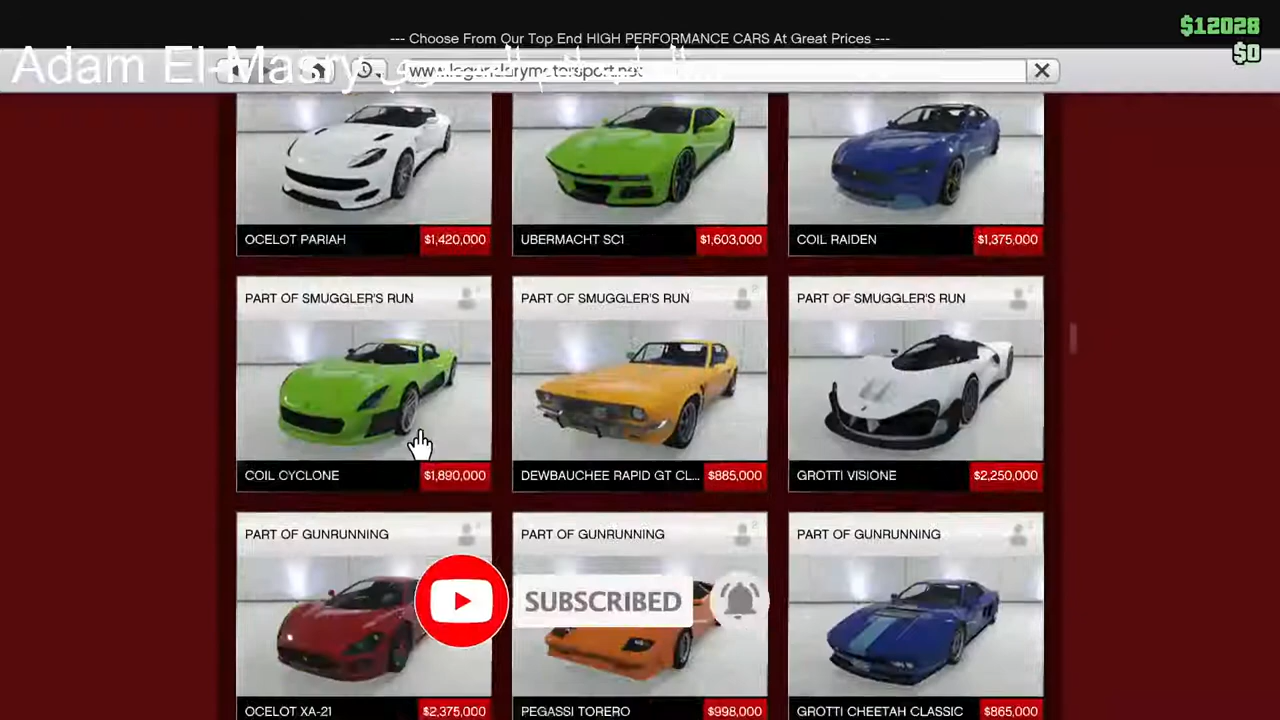 $12028
--- Choose From Our Top End HIGH PERFORMANCE CARS At Great Prices ---
$0
Adam El-Masry
www.legendarymotorsport.net
OCELOT PARIAH $1,420,000
UBERMACHT SC1 $1,603,000
COIL RAIDEN $1,375,000
PART OF SMUGGLER'S RUN
PART OF SMUGGLER'S RUN
PART OF SMUGGLER'S RUN
COIL CYCLONE $1,890,000
DEWBAUCHEE RAPID GT CL... $885,000
GROTTI VISIONE $2,250,000
PART OF GUNRUNNING
PART OF GUNRUNNING
PART OF GUNRUNNING
SUBSCRIBED
OCELOT XA-21 $2,375,000
PEGASSI TORERO $998,000
GROTTI CHEETAH CLASSIC $865,000